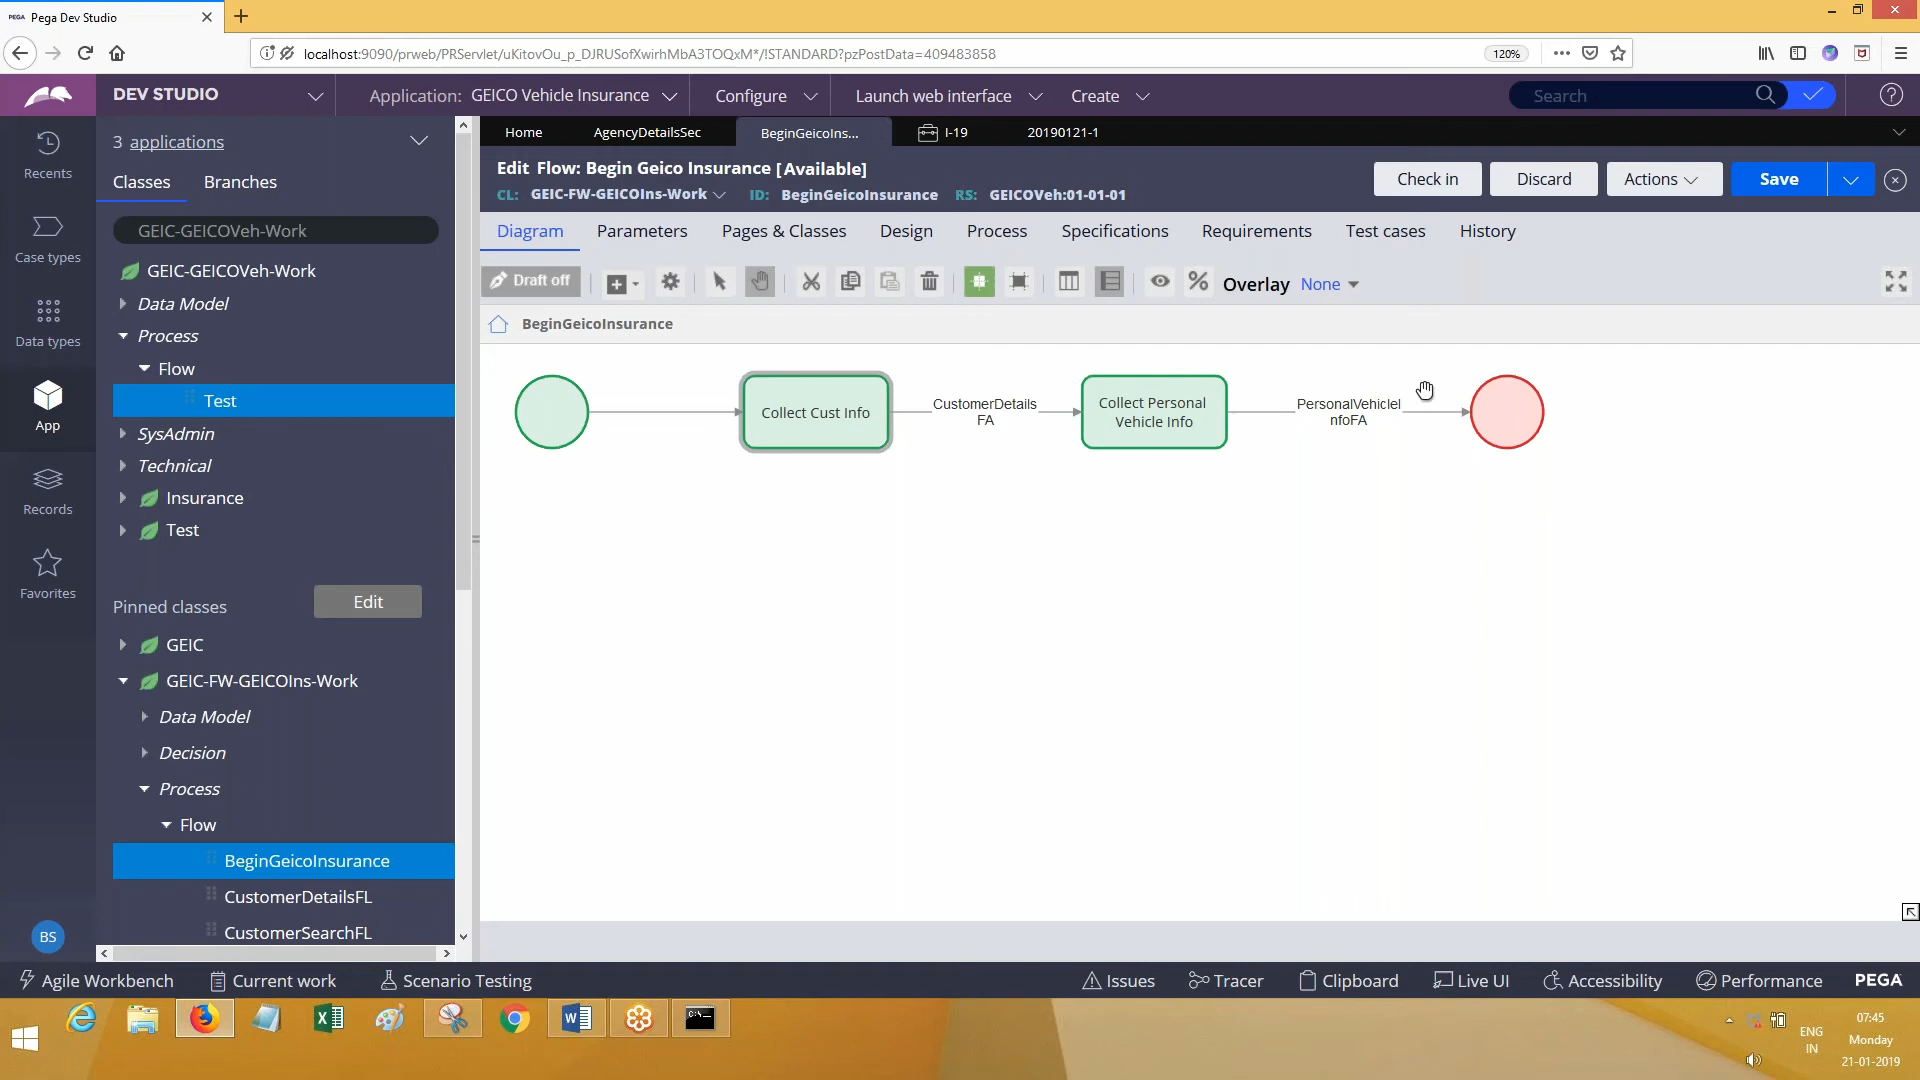 PEGA Pega Dev Studio
localhost:9090/prweb/PRServlet/uKitovOu_p_DJRUSofXwirhMbA3TOQxM*/!STANDARD?pzPostData=409483858
120%
DEV STUDIO
Application: GEICO Vehicle Insurance
Configure
Launch web interface
Create
Search
Recents
Case types
Data types
App
Records
Favorites
BS
3 applications
Classes
Branches
GEIC-GEICOVeh-Work
GEIC-GEICOVeh-Work
Data Model
Process
Flow
Test
SysAdmin
Technical
Insurance
Test
Pinned classes
Edit
GEIC
GEIC-FW-GEICOIns-Work
Data Model
Decision
Process
Flow
BeginGeicoInsurance
CustomerDetailsFL
CustomerSearchFL
Home
AgencyDetailsSec
BeginGeicoIns...
I-19
20190121-1
Edit Flow: Begin Geico Insurance [Available]
CL: GEIC-FW-GEICOIns-Work ID: BeginGeicoInsurance RS: GEICOVeh:01-01-01
Check in
Discard
Actions
Save
Diagram
Parameters
Pages & Classes
Design
Process
Specifications
Requirements
Test cases
History
Draft off
Overlay None
BeginGeicoInsurance
Collect Cust Info
CustomerDetails
FA
Collect Personal
Vehicle Info
PersonalVehicleI
nfoFA
Agile Workbench
Current work
Scenario Testing
Issues
Tracer
Clipboard
Live UI
Accessibility
Performance
PEGA
ENG
IN
07:45
Monday
21-01-2019